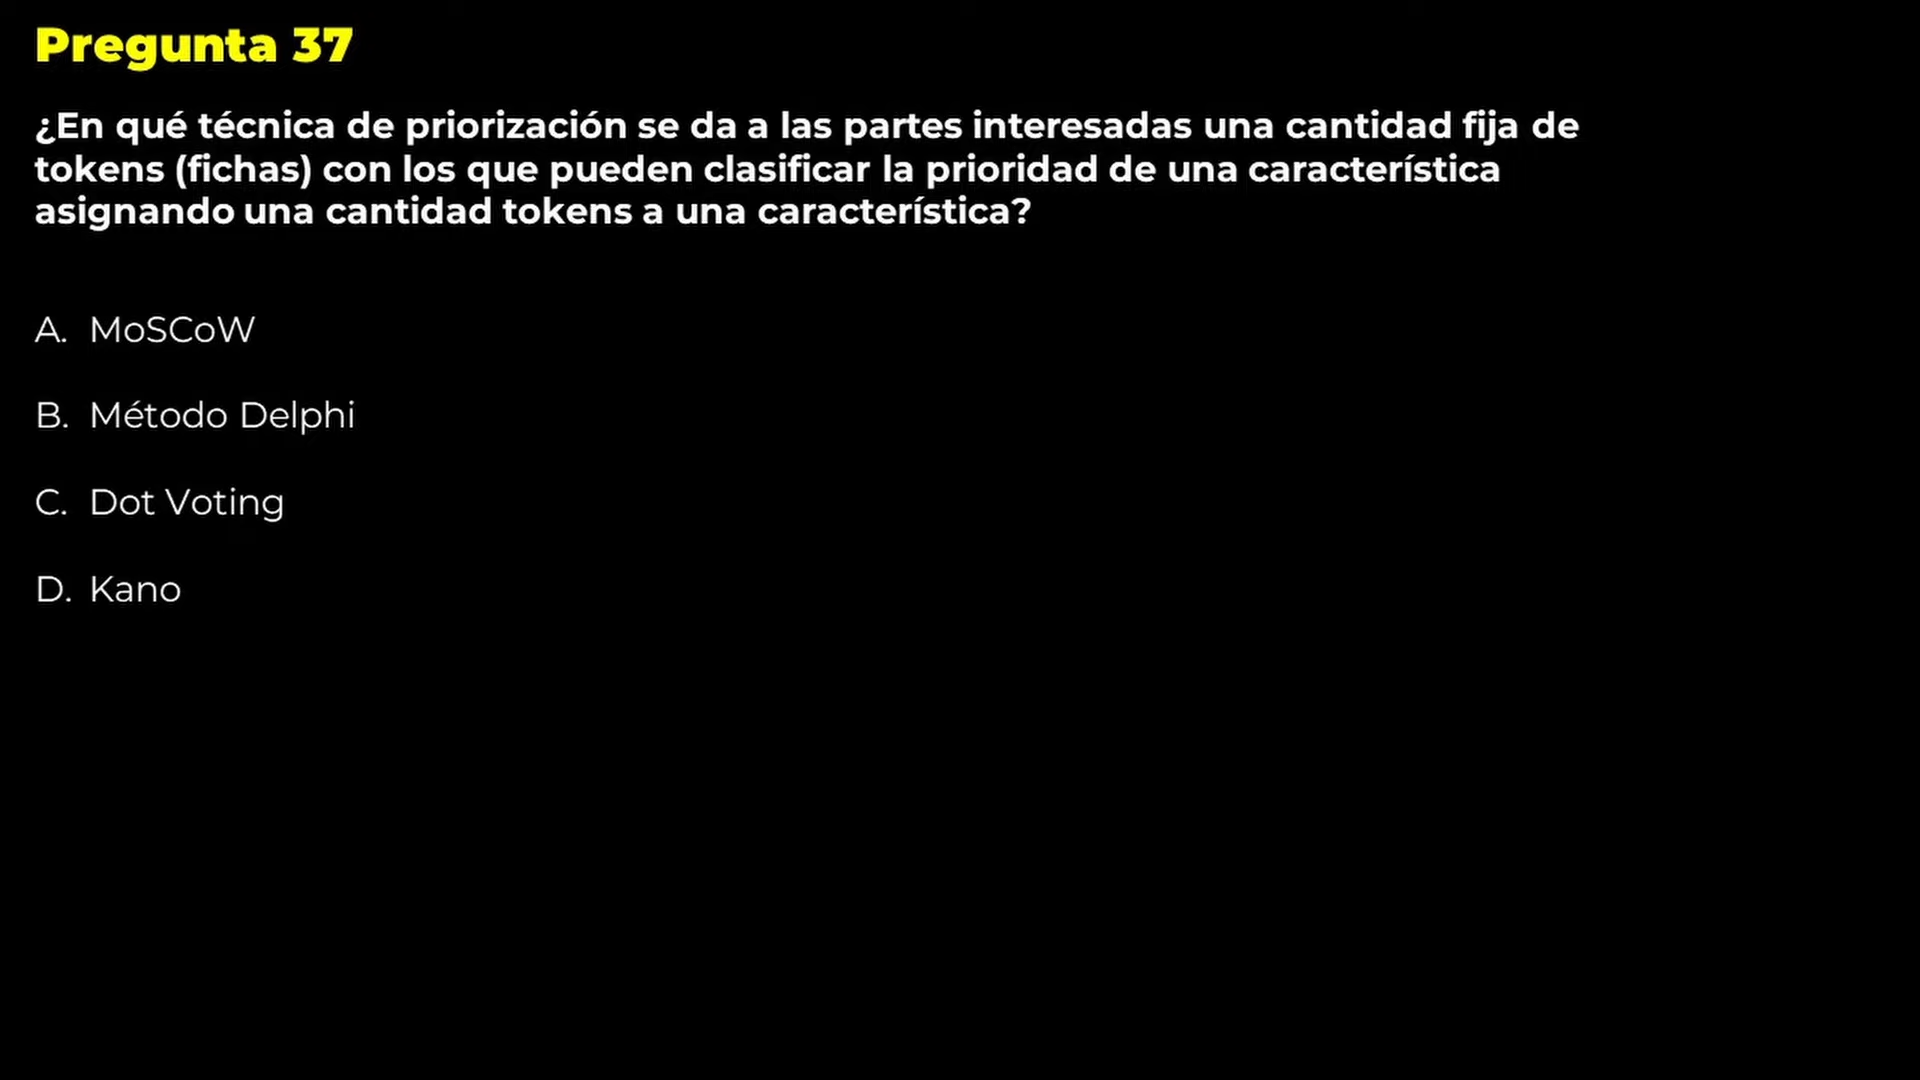 Pregunta 37
¿En qué técnica de priorización se da a las partes interesadas una cantidad fija de
tokens (fichas) con los que pueden clasificar la prioridad de una característica
asignando una cantidad tokens a una característica?
A. MoSCoW
B. Método Delphi
C. Dot Voting
D. Kano